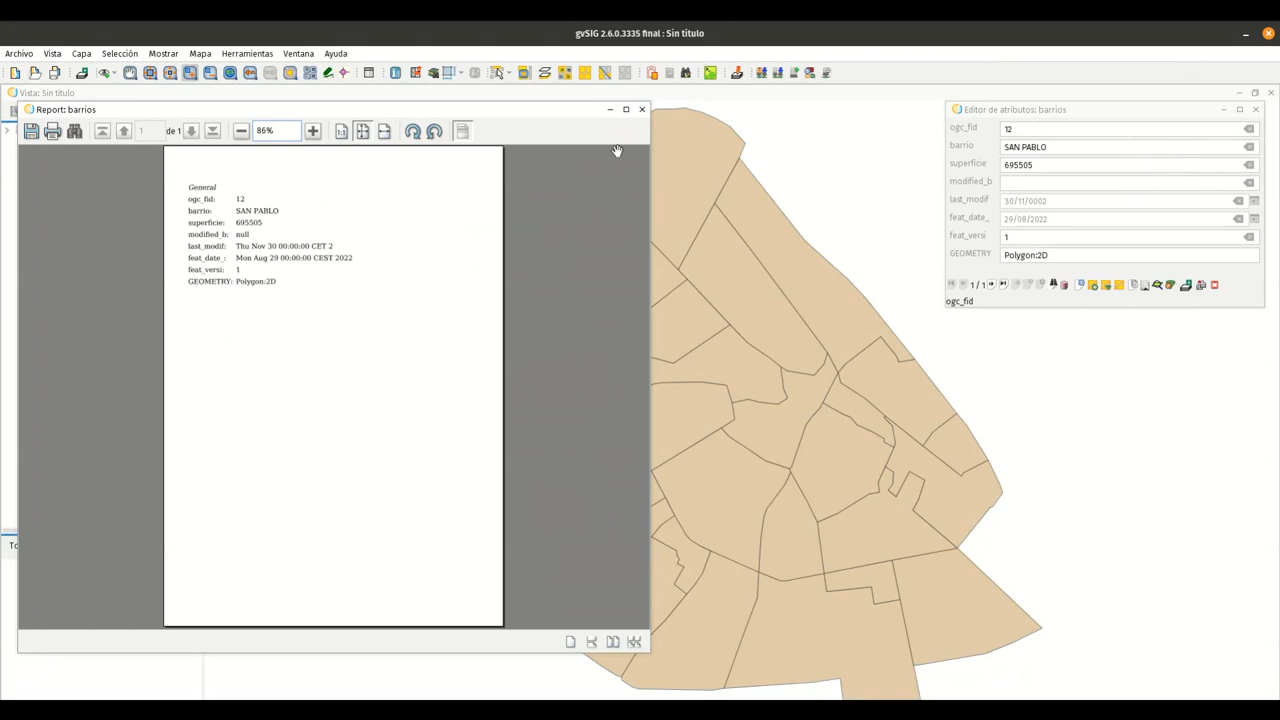 gvSIG 2.6.0.3335 final : Sin título
Archivo Vista Capa Selección Mostrar Mapa Herramientas Ventana Ayuda
Vista: Sin título
Report: barrios
1 de 1 86%
General
ogc_fid: 12
barrio: SAN PABLO
superficie: 695505
modified_b: null
last_modif: Thu Nov 30 00:00:00 CET 2
feat_date_: Mon Aug 29 00:00:00 CEST 2022
feat_versi: 1
GEOMETRY: Polygon:2D
Editor de atributos: barrios
ogc_fid 12
barrio SAN PABLO
superficie 695505
modified_b
last_modif 30/11/0002
feat_date_ 29/08/2022
feat_versi 1
GEOMETRY Polygon:2D
1 / 1
ogc_fid